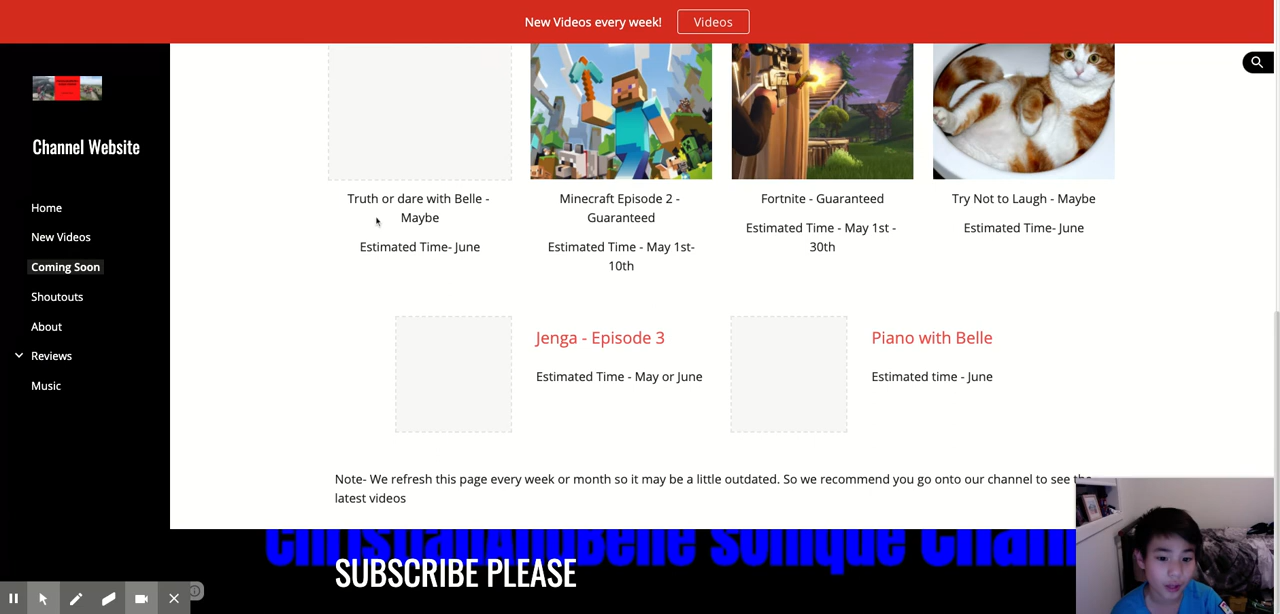 New Videos every week!
Videos
Channel Website
Home
New Videos
Coming Soon
Shoutouts
About
Reviews
Music
Truth or dare with Belle -
Maybe
Estimated Time- June
Minecraft Episode 2 -
Guaranteed
Estimated Time - May 1st-
10th
Fortnite - Guaranteed
Estimated Time - May 1st -
30th
Try Not to Laugh - Maybe
Estimated Time- June
Jenga - Episode 3
Estimated Time - May or June
Piano with Belle
Estimated time - June
Note- We refresh this page every week or month so it may be a little outdated. So we recommend you go onto our channel to see the
latest videos
SUBSCRIBE PLEASE